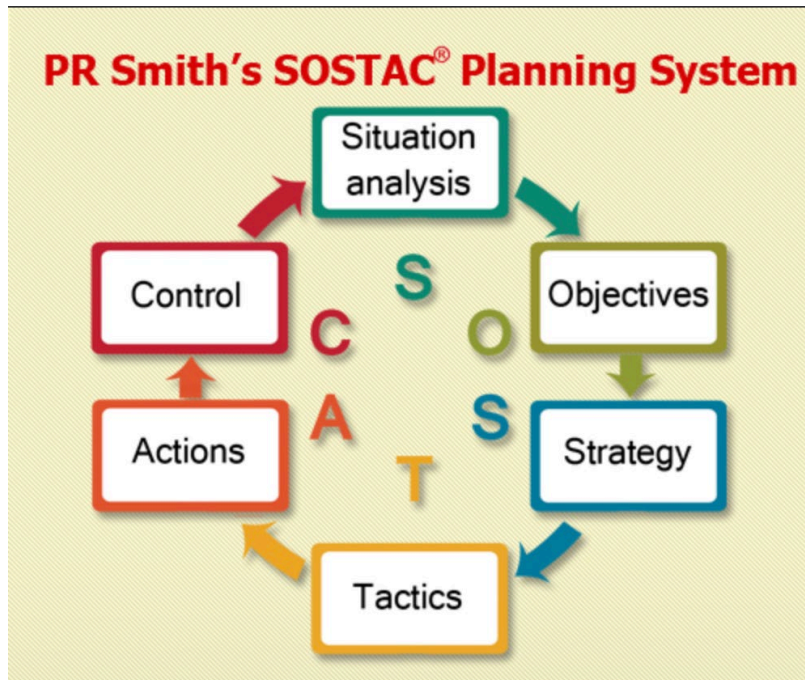 PR Smith's SOSTAC® Planning System
Situation
analysis
Objectives
Strategy
Tactics
Actions
Control
S
O
S
T
A
C